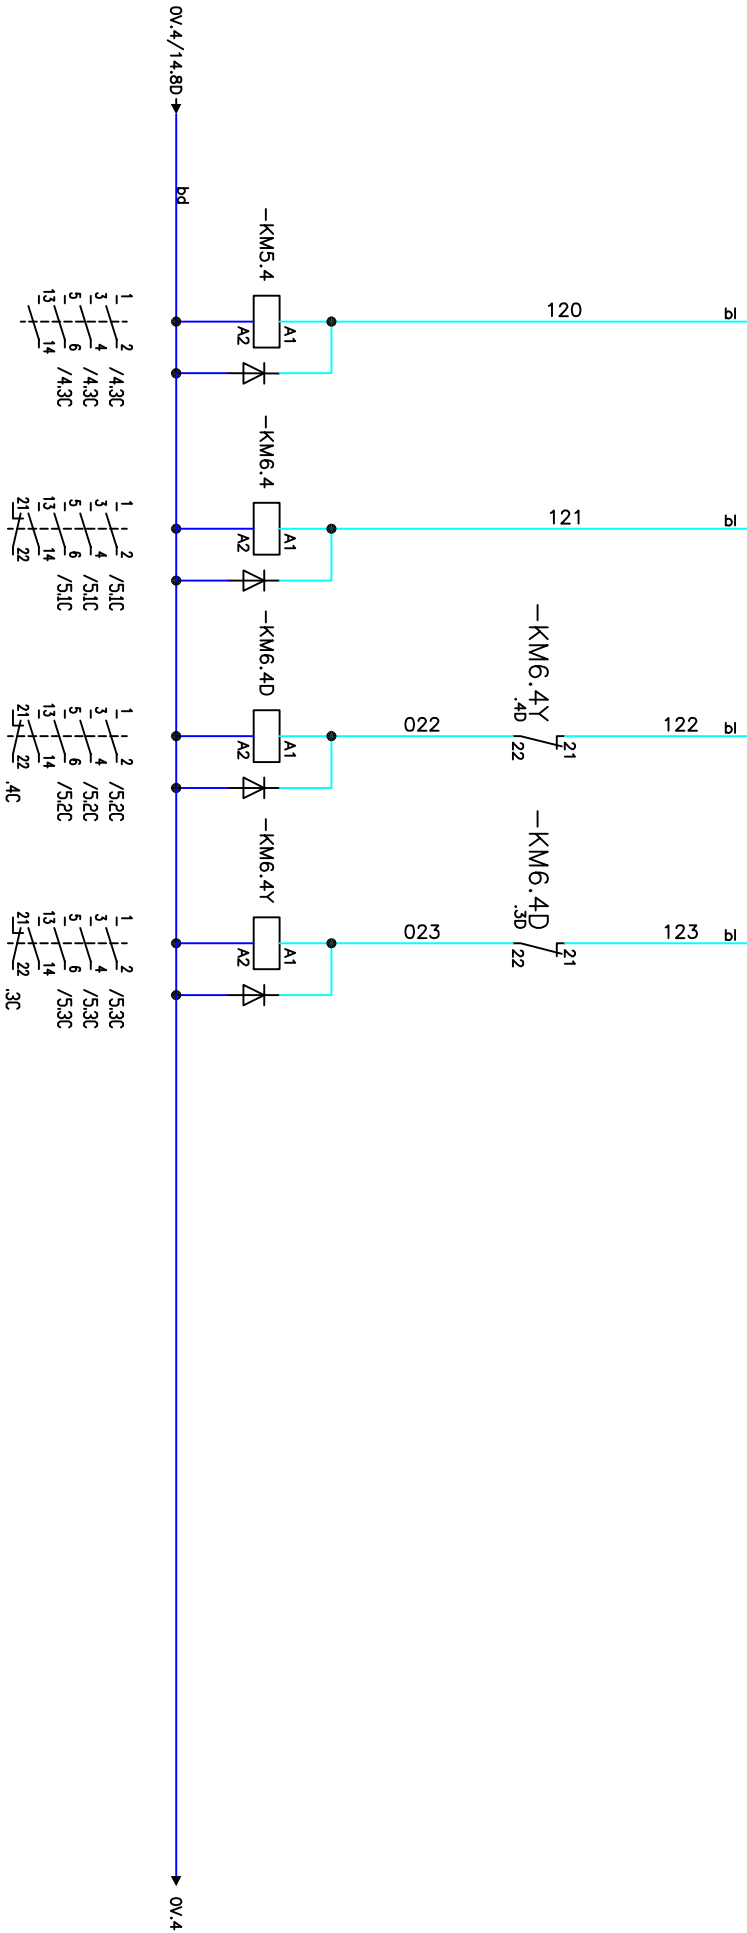 0V.4/14.8D
bd
-KM5.4
A1
A2
120
bl
1
2
/4.3C
3
4
/4.3C
5
6
/4.3C
13
14
-KM6.4
A1
A2
121
bl
1
2
/5.1C
3
4
/5.1C
5
6
/5.1C
13
14
21
22
-KM6.4D
A1
A2
022
-KM6.4Y
.4D
21
22
122
bl
1
2
/5.2C
3
4
/5.2C
5
6
/5.2C
13
14
21
22
.4C
-KM6.4Y
A1
A2
023
-KM6.4D
.3D
21
22
123
bl
1
2
/5.3C
3
4
/5.3C
5
6
/5.3C
13
14
21
22
.3C
0V.4